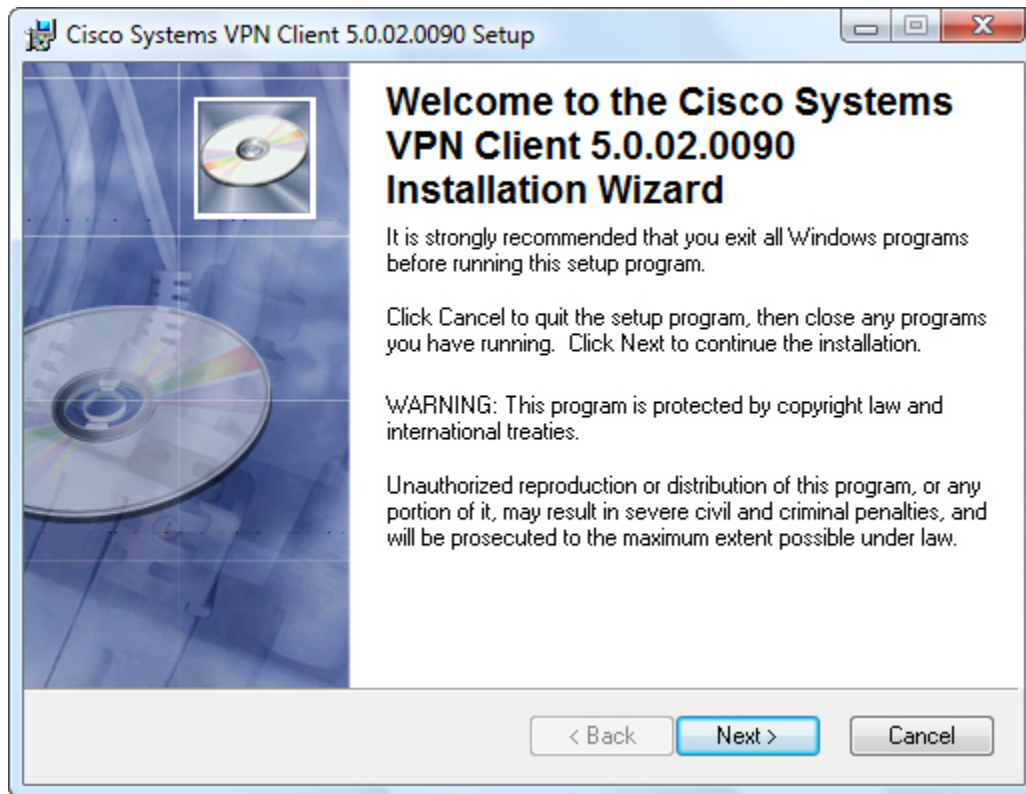 Cisco Systems VPN Client 5.0.02.0090 Setup
Welcome to the Cisco Systems
VPN Client 5.0.02.0090
Installation Wizard
It is strongly recommended that you exit all Windows programs
before running this setup program.
Click Cancel to quit the setup program, then close any programs
you have running.  Click Next to continue the installation.
WARNING: This program is protected by copyright law and
international treaties.
Unauthorized reproduction or distribution of this program, or any
portion of it, may result in severe civil and criminal penalties, and
will be prosecuted to the maximum extent possible under law.
< Back Next > Cancel